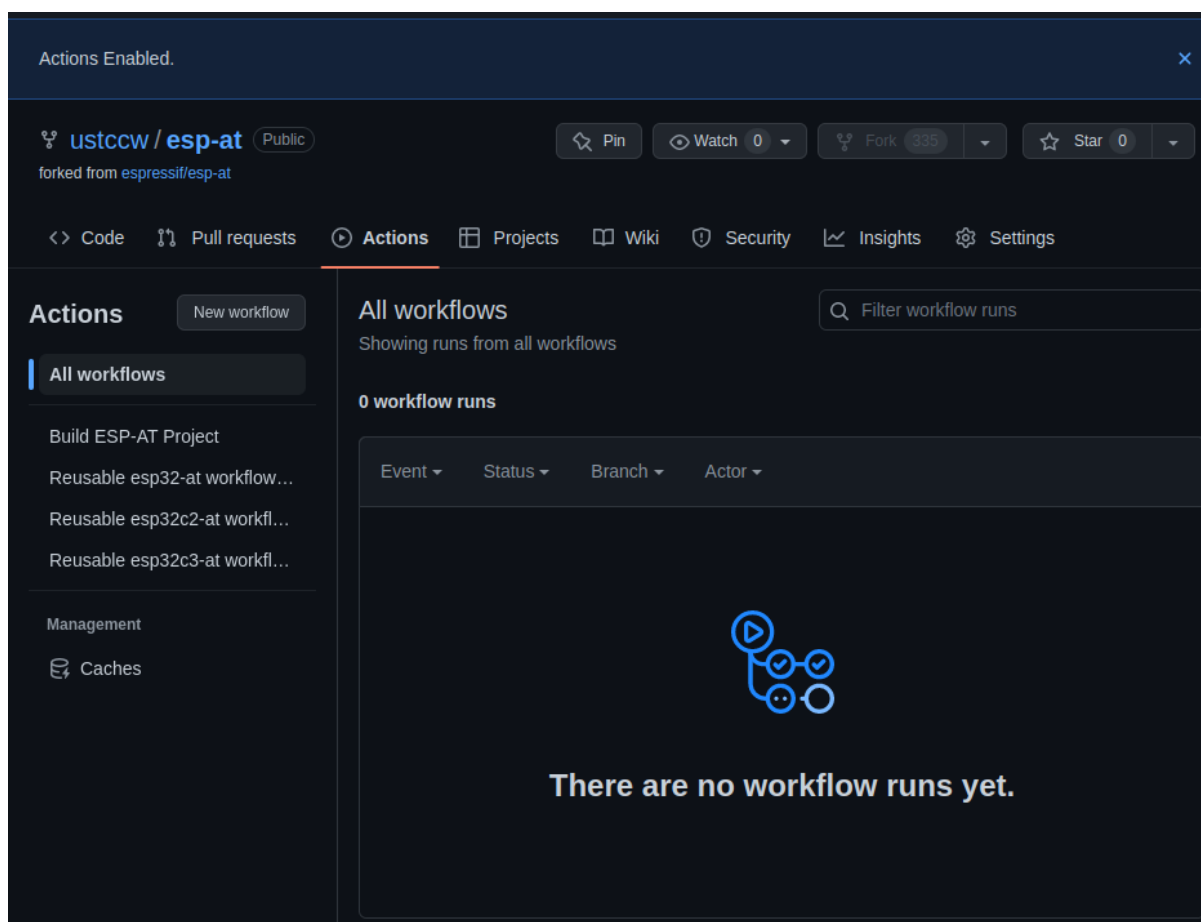 Actions Enabled.
ustccw / esp-at Public
Pin
Watch 0
Fork 335
Star 0
forked from espressif/esp-at
Code
Pull requests
Actions
Projects
Wiki
Security
Insights
Settings
Actions
New workflow
All workflows
Build ESP-AT Project
Reusable esp32-at workflow…
Reusable esp32c2-at workfl…
Reusable esp32c3-at workfl…
Management
Caches
All workflows
Showing runs from all workflows
Filter workflow runs
0 workflow runs
Event
Status
Branch
Actor
There are no workflow runs yet.